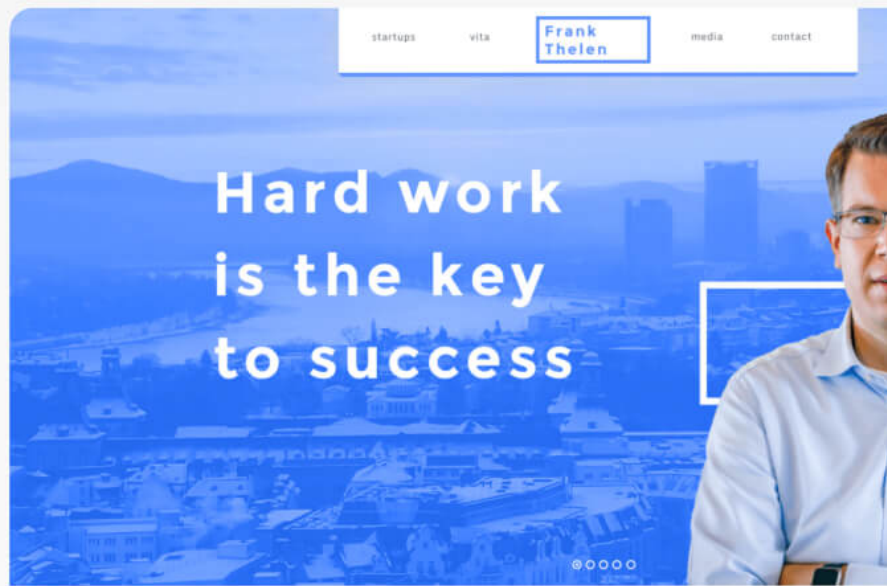 startups
vita
Frank
Thelen
media
contact
Hard work
is the key
to success